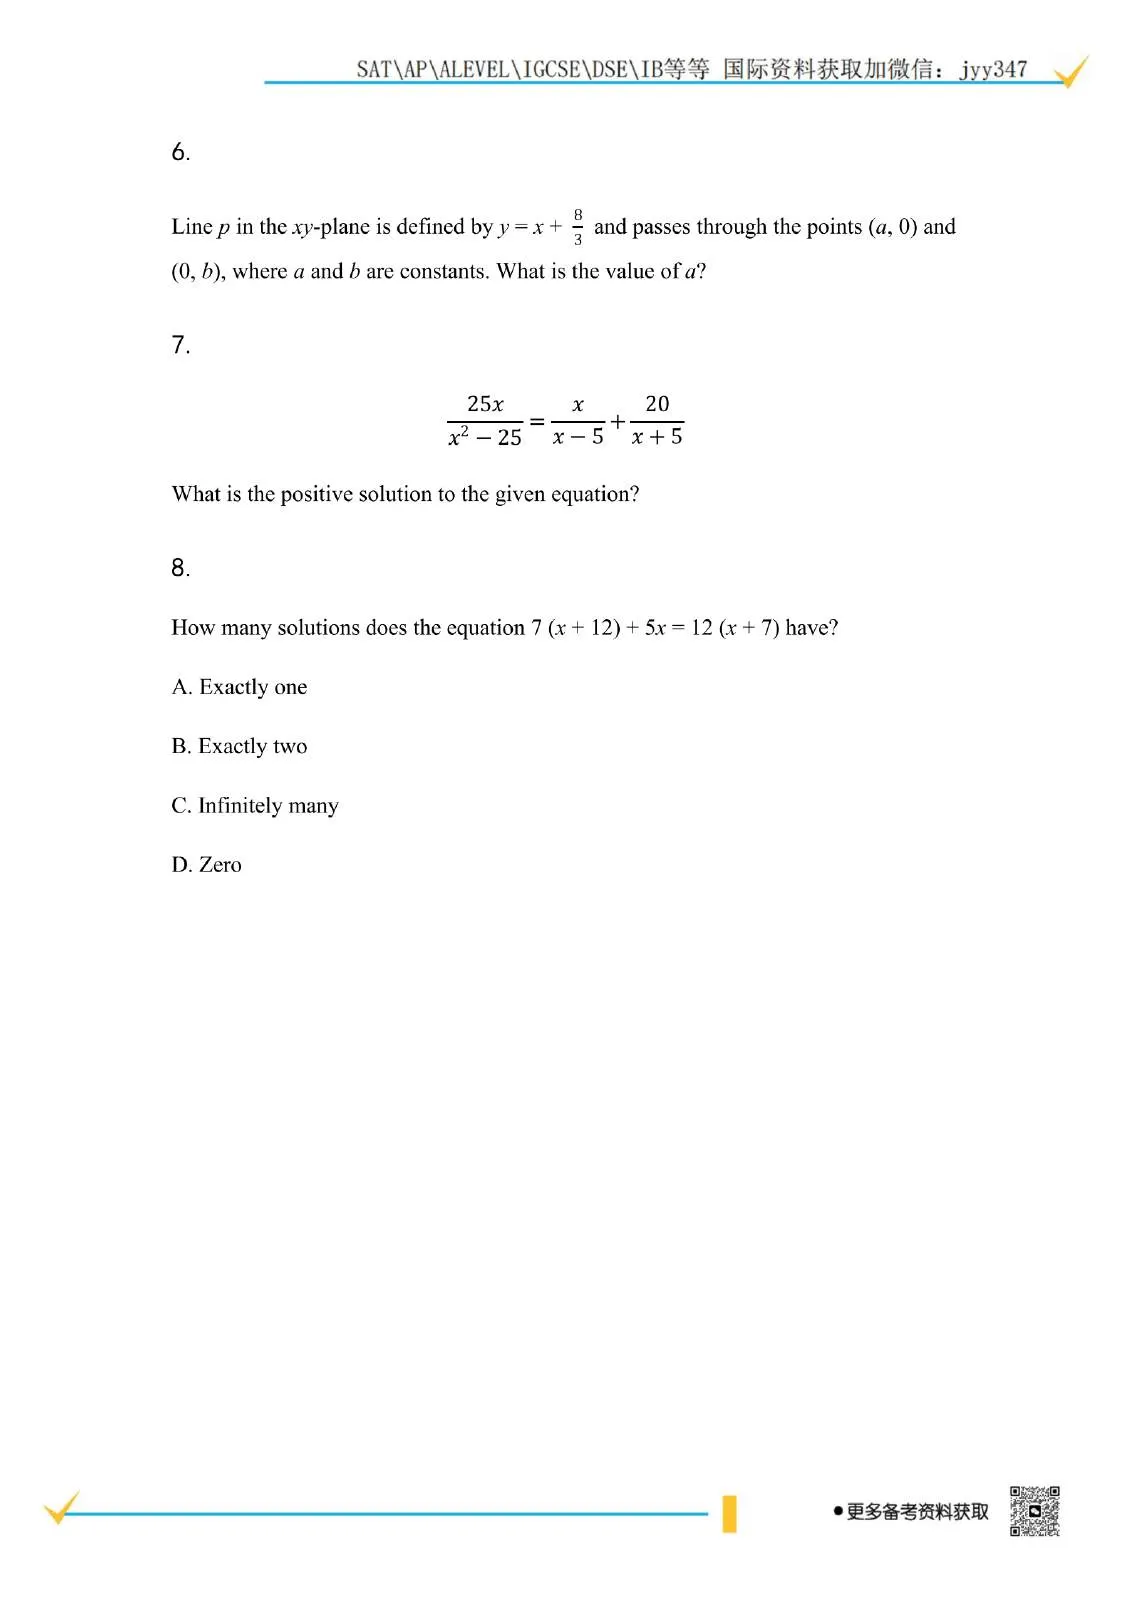 SAT\AP\ALEVEL\IGCSE\DSE\IB等等 国际资料获取加微信：jyy347
6.
Line p in the xy-plane is defined by y = x + 8/3 and passes through the points (a, 0) and
(0, b), where a and b are constants. What is the value of a?
7.
25x/(x² − 25) = x/(x − 5) + 20/(x + 5)
What is the positive solution to the given equation?
8.
How many solutions does the equation 7 (x + 12) + 5x = 12 (x + 7) have?
A. Exactly one
B. Exactly two
C. Infinitely many
D. Zero
●更多备考资料获取